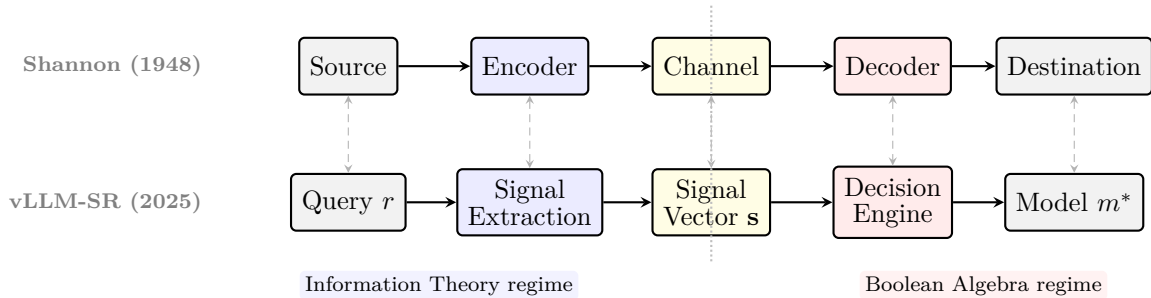 Shannon (1948)
Source
Encoder
Channel
Decoder
Destination
vLLM-SR (2025)
Query r
Signal
Extraction
Signal
Vector s
Decision
Engine
Model m*
Information Theory regime
Boolean Algebra regime